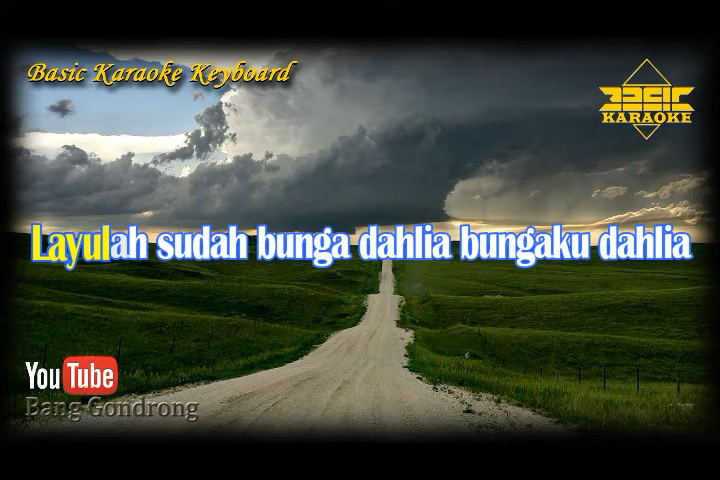 Basic Karaoke Keyboard
BASIC
KARAOKE
Layulah sudah bunga dahlia bungaku dahlia
YouTube
Bang Gondrong